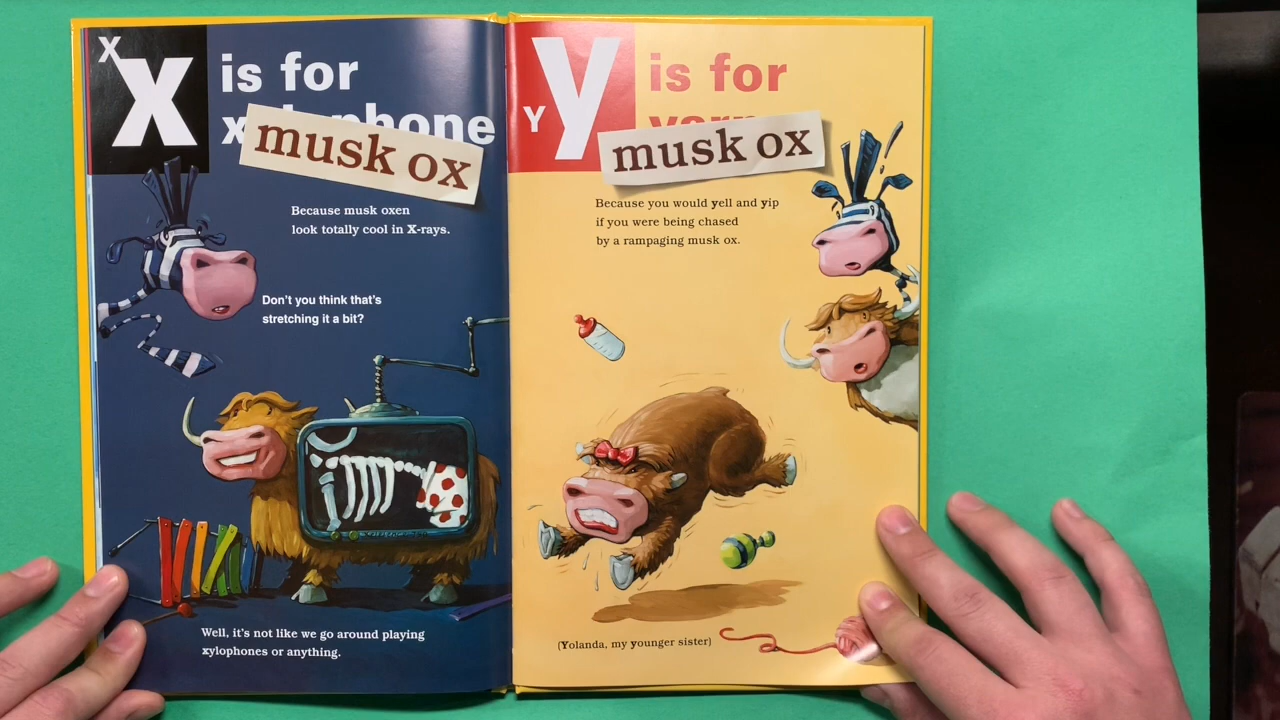 X
x is for
xylophone
musk ox
Because musk oxen
look totally cool in X-rays.
Don't you think that's
stretching it a bit?
Well, it's not like we go around playing
xylophones or anything.
Y
y is for
yarn
musk ox
Because you would yell and yip
if you were being chased
by a rampaging musk ox.
(Yolanda, my younger sister)